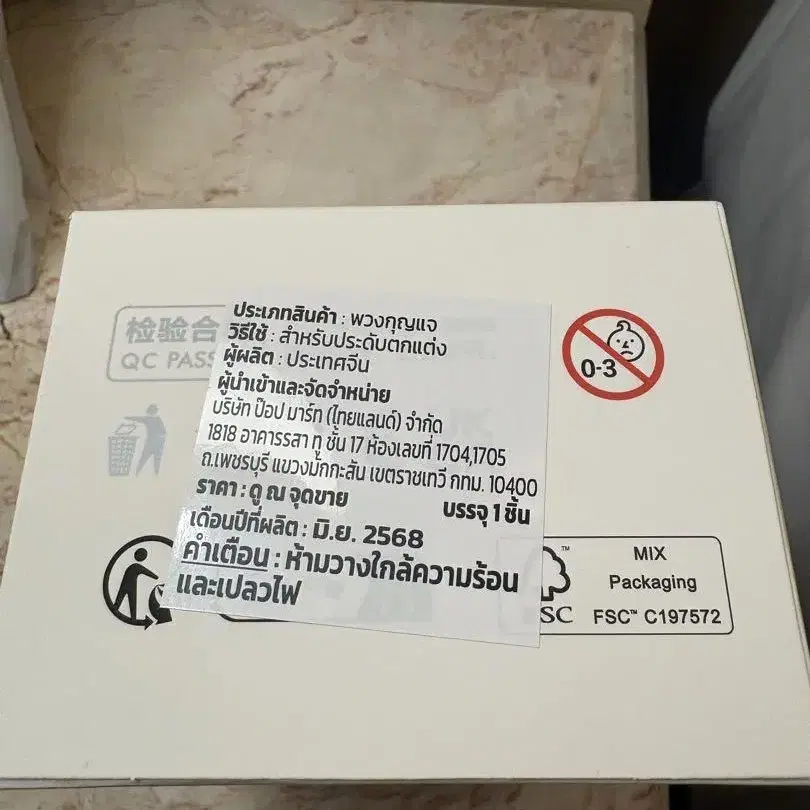 检验合
QC PASS
0-3
ประเภทสินค้า : พวงกุญแจ
วิธีใช้ : สำหรับประดับตกแต่ง
ผู้ผลิต : ประเทศจีน
ผู้นำเข้าและจัดจำหน่าย
บริษัท ป๊อป มาร์ท (ไทยแลนด์) จำกัด
1818 อาคารรสา ทู ชั้น 17 ห้องเลขที่ 1704,1705
ถ.เพชรบุรี แขวงมักกะสัน เขตราชเทวี กทม. 10400
ราคา : ดู ณ จุดขาย บรรจุ 1 ชิ้น
เดือนปีที่ผลิต : มิ.ย. 2568
คำเตือน : ห้ามวางใกล้ความร้อน
และเปลวไฟ
MIX
Packaging
SC FSC™ C197572